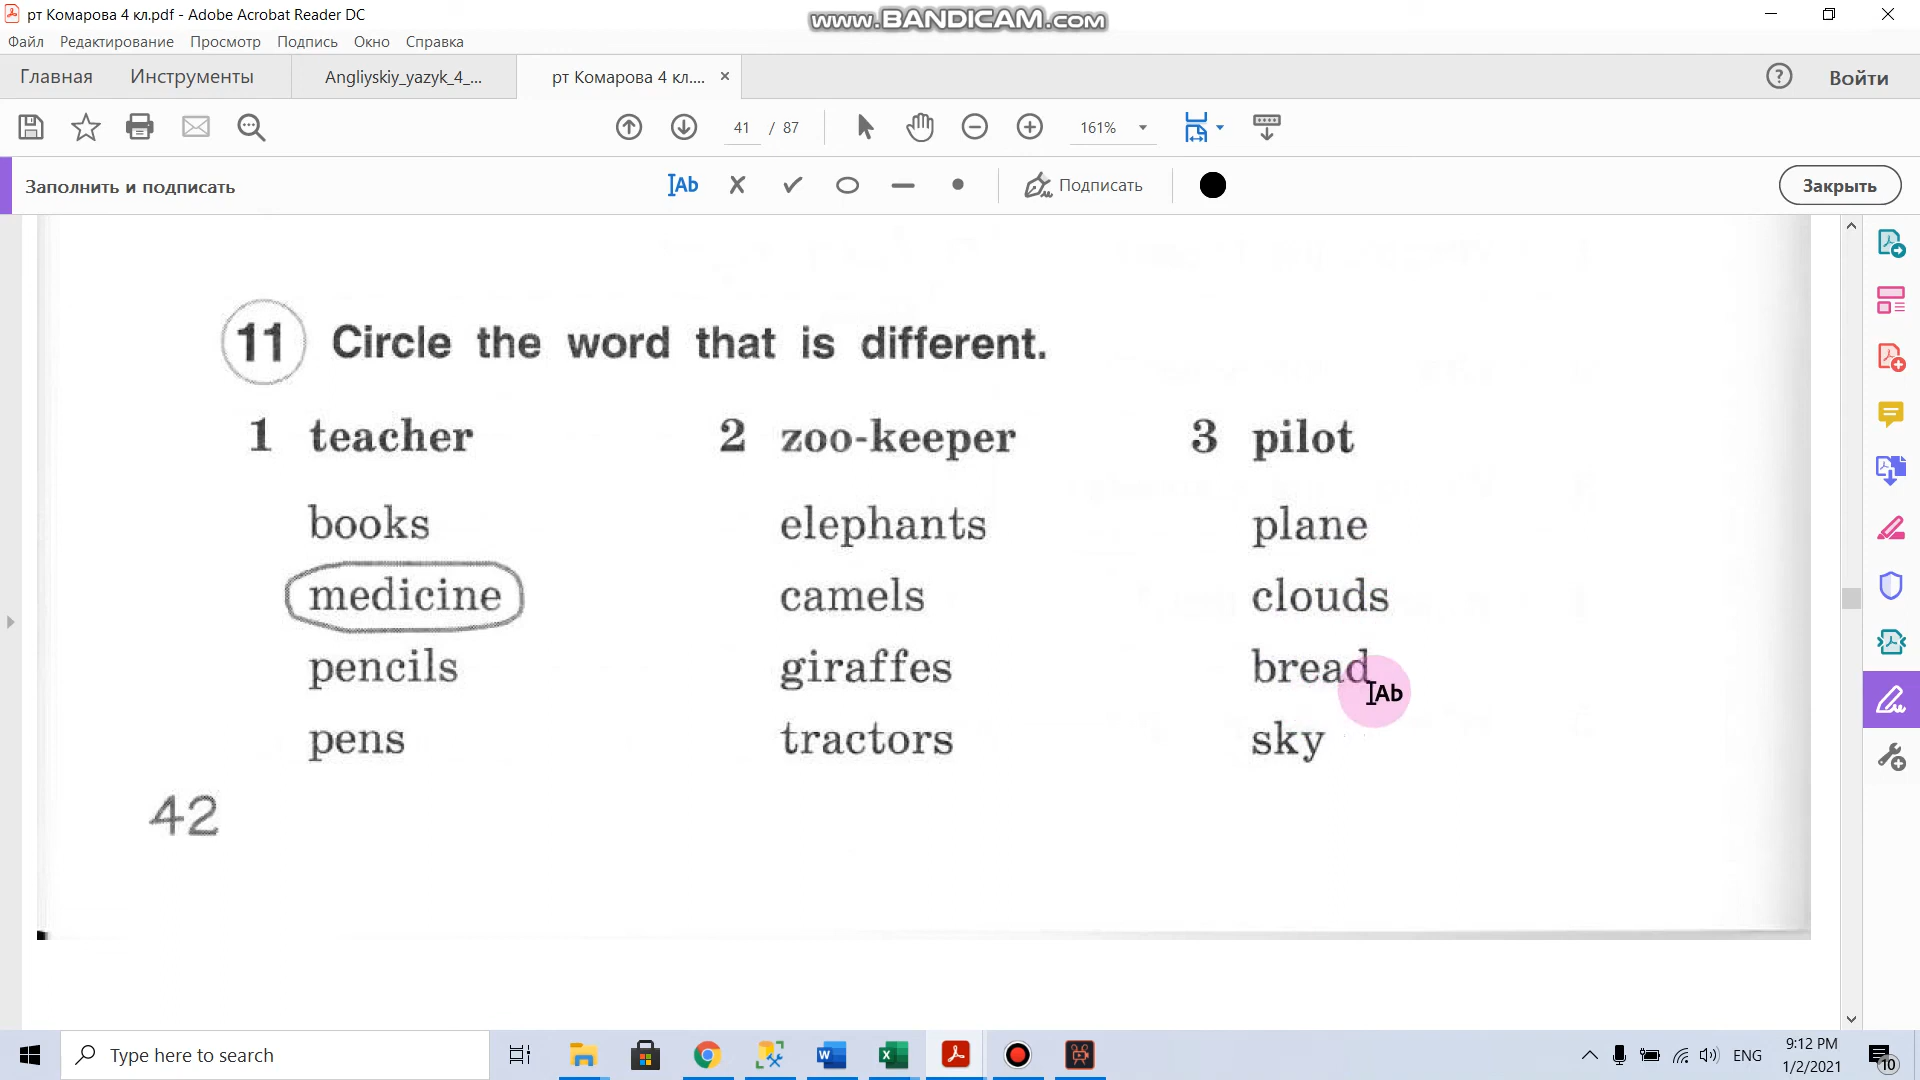 рт Комарова 4 кл.pdf - Adobe Acrobat Reader DC
www.BANDICAM.com
Файл Редактирование Просмотр Подпись Окно Справка
Главная Инструменты Angliyskiy_yazyk_4_... рт Комарова 4 кл.... × Войти
41 / 87 161%
Заполнить и подписать Ab Подписать Закрыть
11 Circle the word that is different.
1 teacher
books
medicine
pencils
pens
2 zoo-keeper
elephants
camels
giraffes
tractors
3 pilot
plane
clouds
bread
Ab
sky
42
Type here to search
ENG
9:12 PM
1/2/2021
10